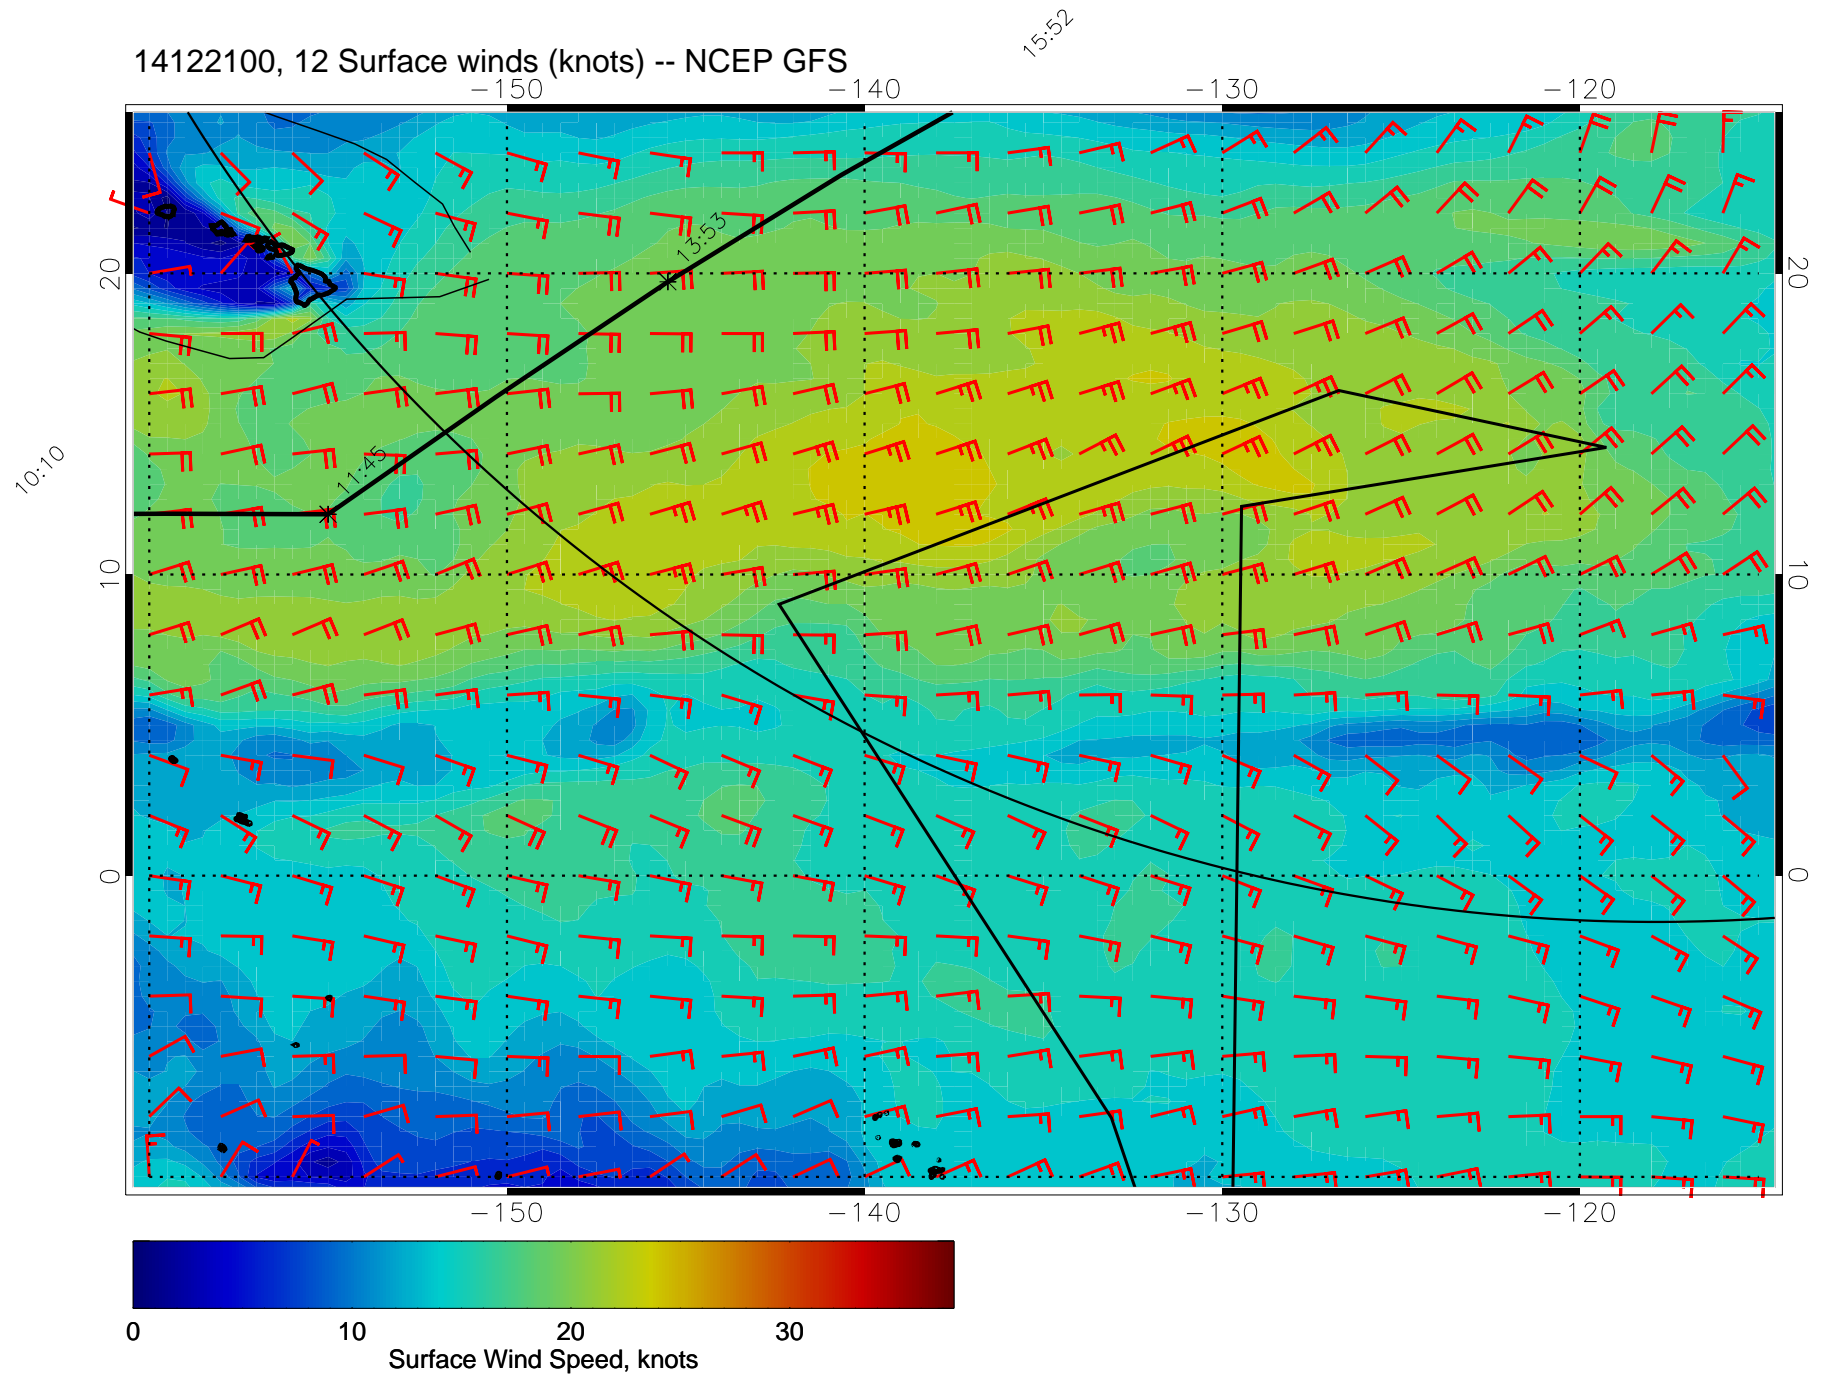 15:52
14122100, 12 Surface winds (knots) -- NCEP GFS
−150 −140 −130 −120
13:53
20 20
11:45
10:10
10 10
0 0
−150 −140 −130 −120
0 10 20 30
Surface Wind Speed, knots